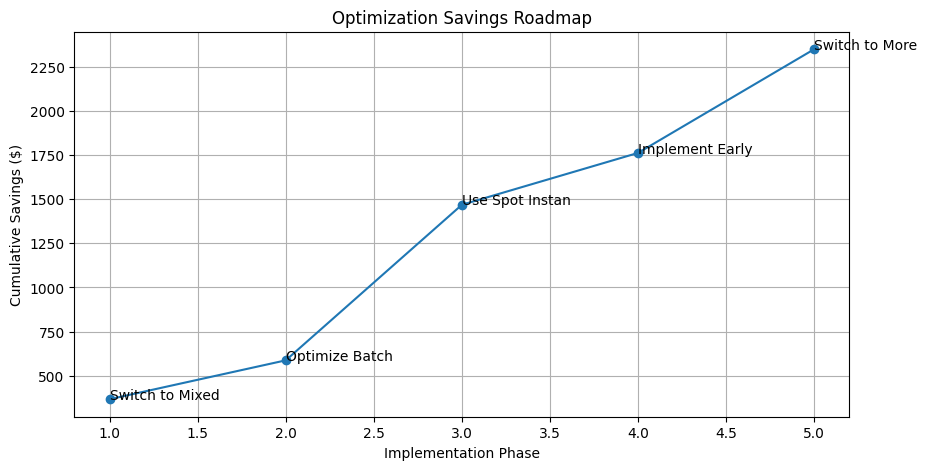 Optimization Savings Roadmap
Cumulative Savings ($)
2250
2000
1750
1500
1250
1000
750
500
Switch to More
Implement Early
Use Spot Instan
Optimize Batch
Switch to Mixed
1.0 1.5 2.0 2.5 3.0 3.5 4.0 4.5 5.0
Implementation Phase